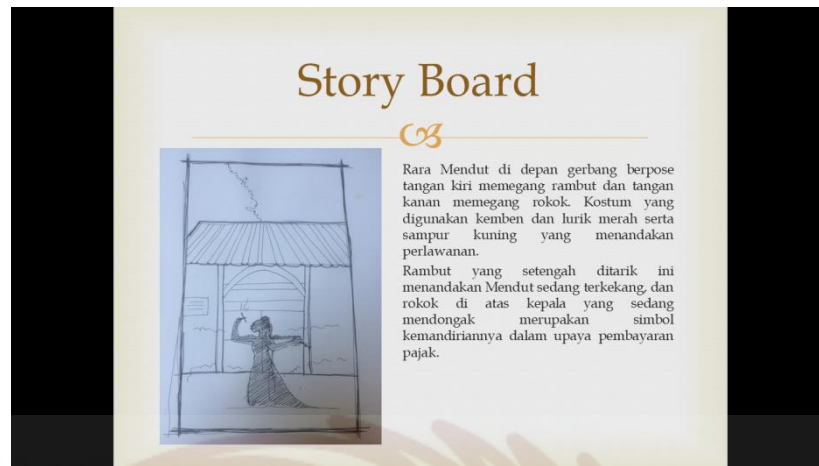 Story Board
Rara Mendut di depan gerbang berpose
tangan kiri memegang rambut dan tangan
kanan memegang rokok. Kostum yang
digunakan kemben dan lurik merah serta
sampur kuning yang menandakan
perlawanan.
Rambut yang setengah ditarik ini
menandakan Mendut sedang terkekang, dan
rokok di atas kepala yang sedang
mendongak merupakan simbol
kemandiriannya dalam upaya pembayaran
pajak.